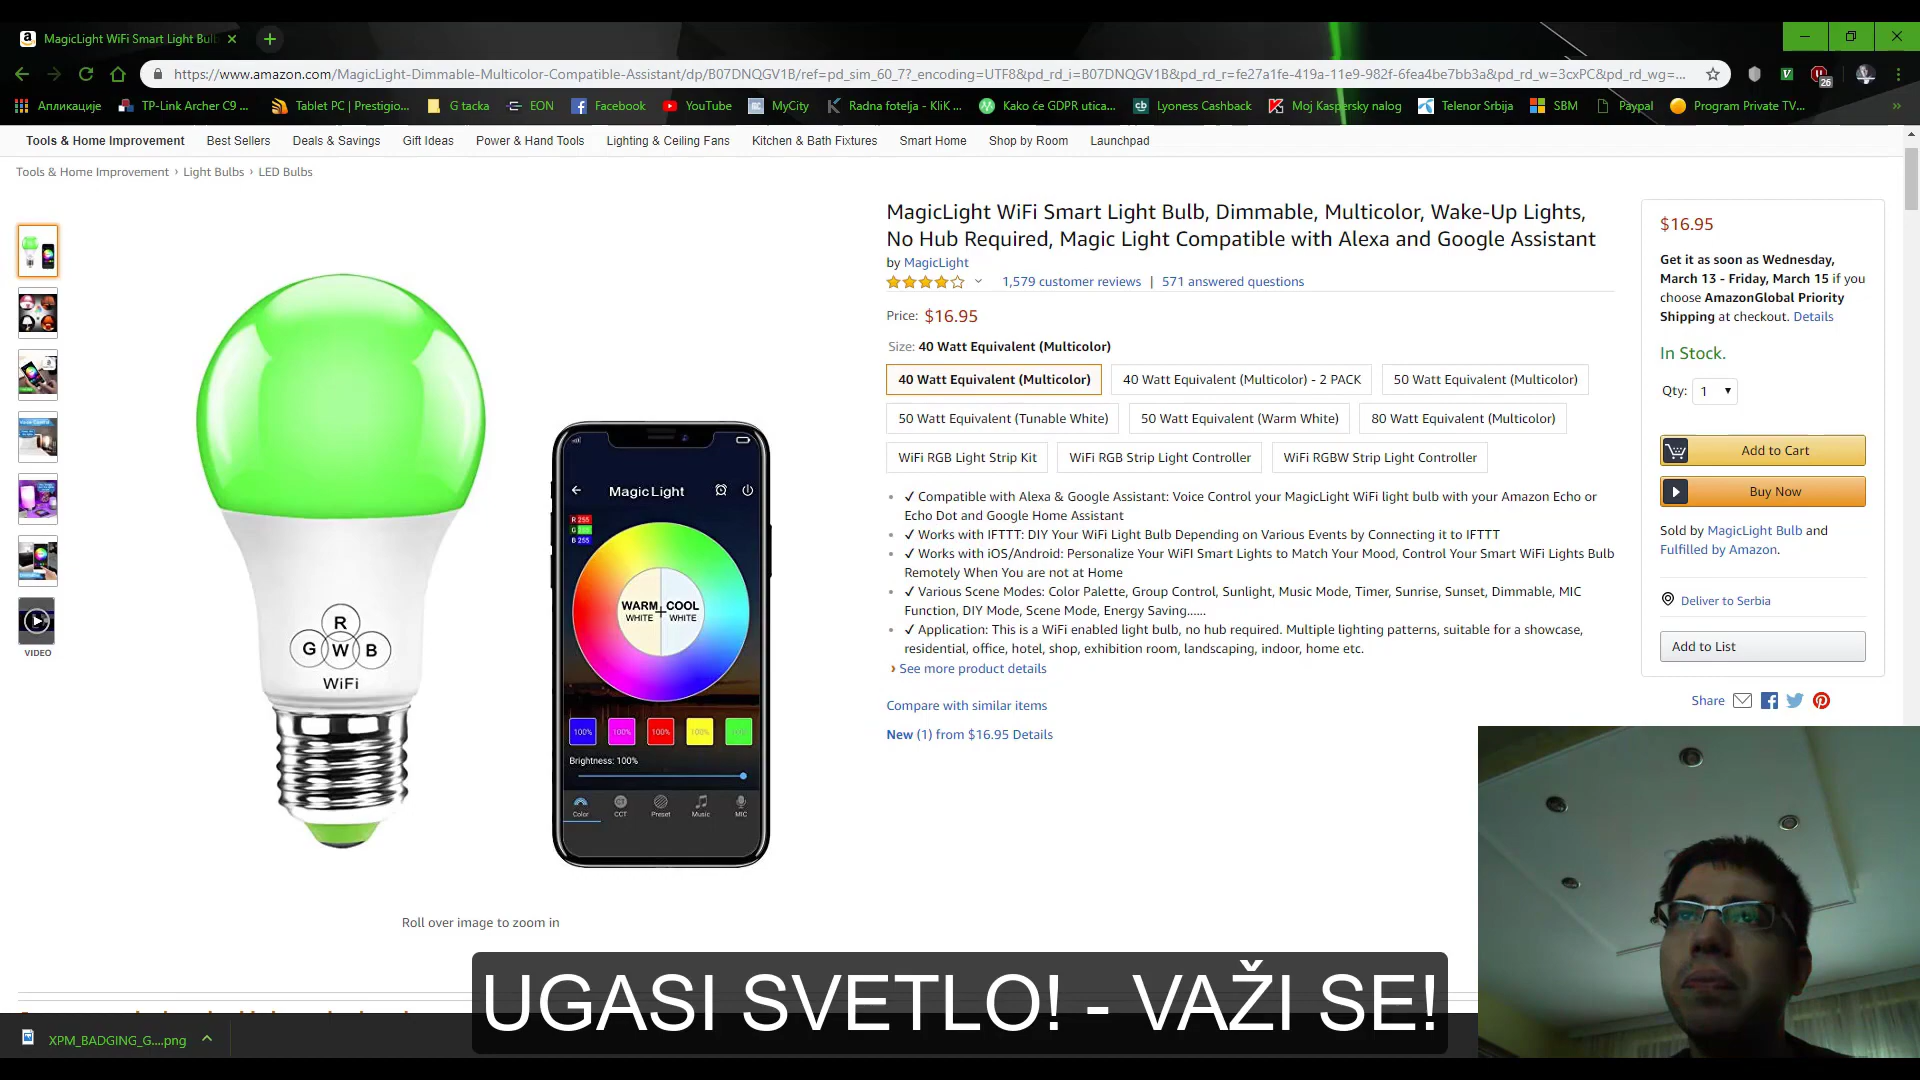 MagicLight WiFi Smart Light Bul
https://www.amazon.com/MagicLight-Dimmable-Multicolor-Compatible-Assistant/dp/B07DNQGV1B/ref=pd_sim_60_7?_encoding=UTF8&pd_rd_i=B07DNQGV1B&pd_rd_r=fe27a1fe-419a-11e9-982f-6fea4be7bb3a&pd_rd_w=3cxPC&pd_rd_wg=...
26
Апликације TP-Link Archer C9 ... Tablet PC | Prestigio... G tacka EON Facebook YouTube MyCity Radna fotelja - KliK ... Kako će GDPR utica... Lyoness Cashback Moj Kaspersky nalog Telenor Srbija SBM Paypal Program Private TV... »
Tools & Home Improvement Best Sellers Deals & Savings Gift Ideas Power & Hand Tools Lighting & Ceiling Fans Kitchen & Bath Fixtures Smart Home Shop by Room Launchpad
Tools & Home Improvement › Light Bulbs › LED Bulbs
VIDEO
R
G W B
WiFi
Magic Light
R 255
G 255
B 255
WARM COOL
WHITE WHITE
100% 100% 100% 100% 100%
Brightness: 100%
Color CCT Preset Music MIC
Roll over image to zoom in
MagicLight WiFi Smart Light Bulb, Dimmable, Multicolor, Wake-Up Lights,
No Hub Required, Magic Light Compatible with Alexa and Google Assistant
by MagicLight
1,579 customer reviews | 571 answered questions
Price: $16.95
Size: 40 Watt Equivalent (Multicolor)
40 Watt Equivalent (Multicolor) 40 Watt Equivalent (Multicolor) - 2 PACK 50 Watt Equivalent (Multicolor)
50 Watt Equivalent (Tunable White) 50 Watt Equivalent (Warm White) 80 Watt Equivalent (Multicolor)
WiFi RGB Light Strip Kit WiFi RGB Strip Light Controller WiFi RGBW Strip Light Controller
• ✓ Compatible with Alexa & Google Assistant: Voice Control your MagicLight WiFi light bulb with your Amazon Echo or
Echo Dot and Google Home Assistant
• ✓ Works with IFTTT: DIY Your WiFi Light Bulb Depending on Various Events by Connecting it to IFTTT
• ✓ Works with iOS/Android: Personalize Your WiFI Smart Lights to Match Your Mood, Control Your Smart WiFi Lights Bulb
Remotely When You are not at Home
• ✓ Various Scene Modes: Color Palette, Group Control, Sunlight, Music Mode, Timer, Sunrise, Sunset, Dimmable, MIC
Function, DIY Mode, Scene Mode, Energy Saving......
• ✓ Application: This is a WiFi enabled light bulb, no hub required. Multiple lighting patterns, suitable for a showcase,
residential, office, hotel, shop, exhibition room, landscaping, indoor, home etc.
› See more product details
Compare with similar items
New (1) from $16.95 Details
$16.95
Get it as soon as Wednesday,
March 13 - Friday, March 15 if you
choose AmazonGlobal Priority
Shipping at checkout. Details
In Stock.
Qty: 1
Add to Cart
Buy Now
Sold by MagicLight Bulb and
Fulfilled by Amazon.
Deliver to Serbia
Add to List
Share
UGASI SVETLO! - VAŽI SE!
XPM_BADGING_G....png